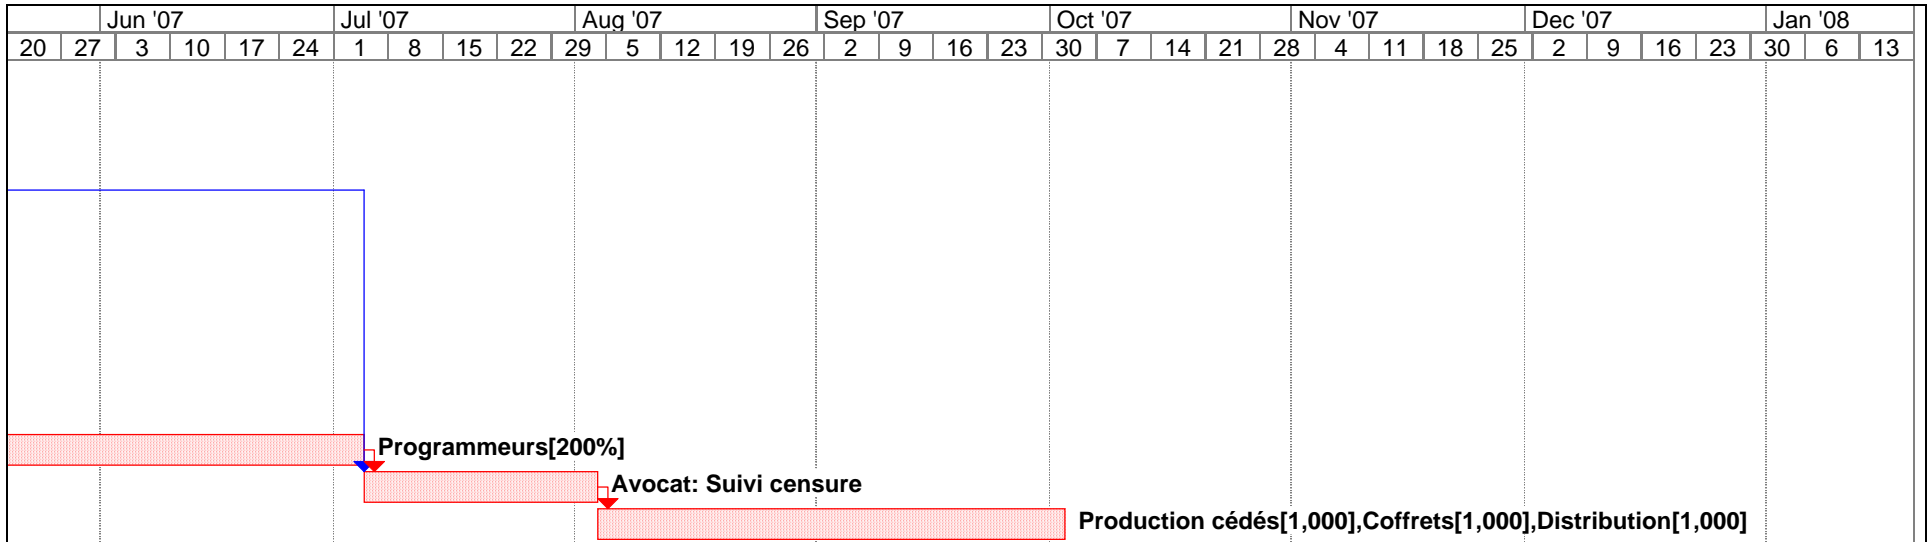 Jun '07 Jul '07 Aug '07 Sep '07 Oct '07 Nov '07 Dec '07 Jan '08
20 27 3 10 17 24 1 8 15 22 29 5 12 19 26 2 9 16 23 30 7 14 21 28 4 11 18 25 2 9 16 23 30 6 13
Programmeurs[200%]
Avocat: Suivi censure
Production cédés[1,000],Coffrets[1,000],Distribution[1,000]